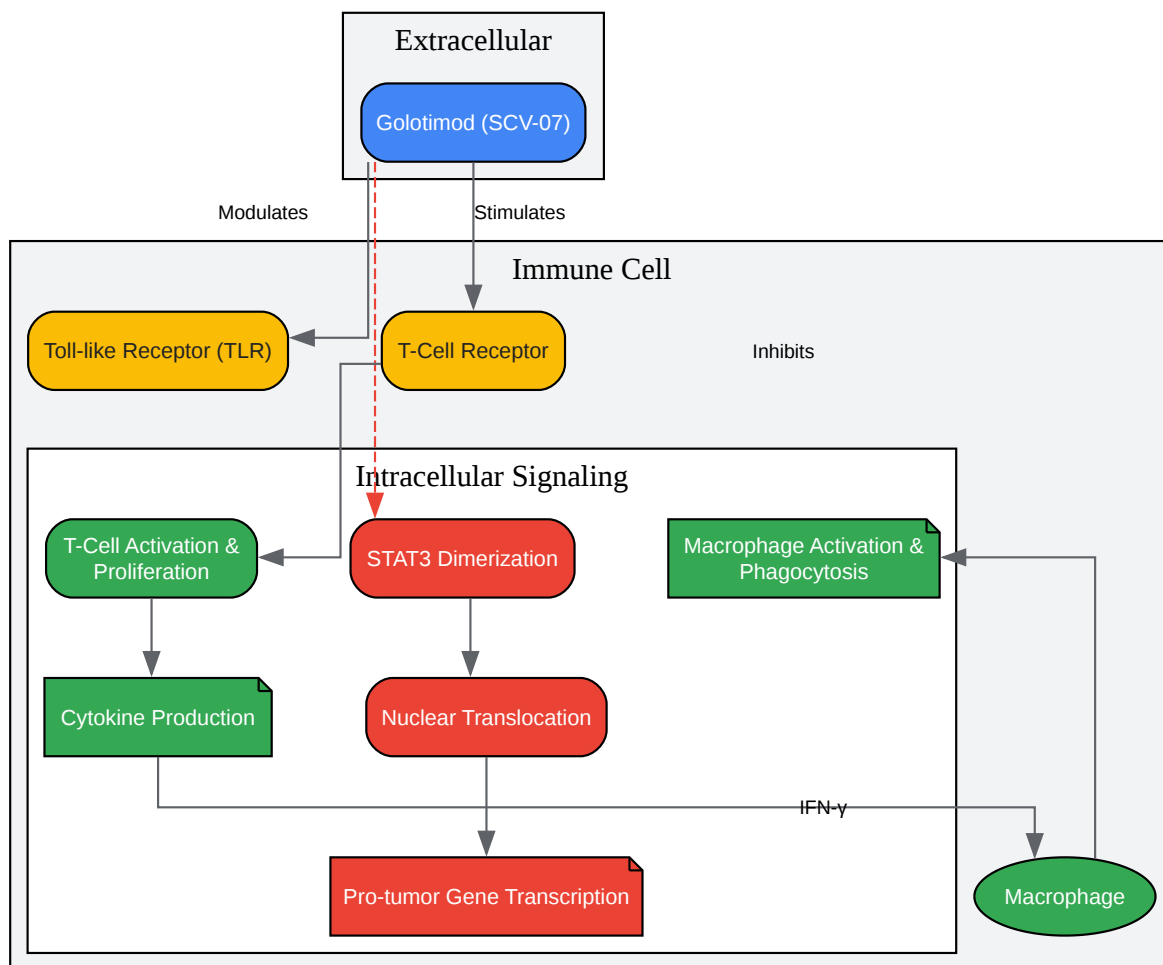 Extracellular
Golotimod (SCV-07)
Modulates
Stimulates
Immune Cell
Toll-like Receptor (TLR)
T-Cell Receptor
Inhibits
Intracellular Signaling
T-Cell Activation &
Proliferation
STAT3 Dimerization
Macrophage Activation &
Phagocytosis
Cytokine Production
Nuclear Translocation
IFN-γ
Pro-tumor Gene Transcription
Macrophage